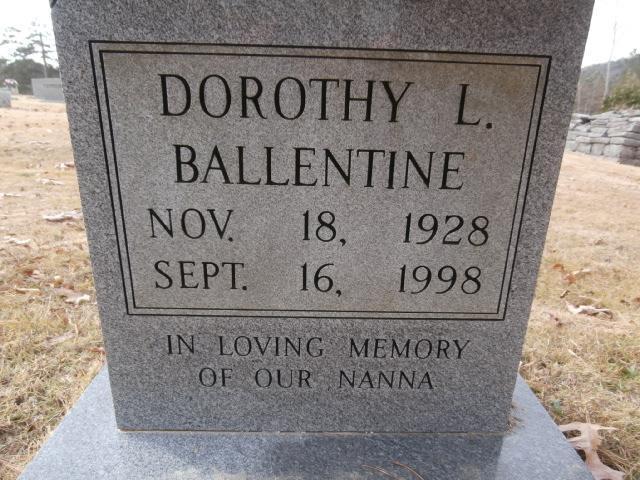 DOROTHY L.
BALLENTINE
NOV. 18, 1928
SEPT. 16, 1998
IN LOVING MEMORY
OF OUR NANNA